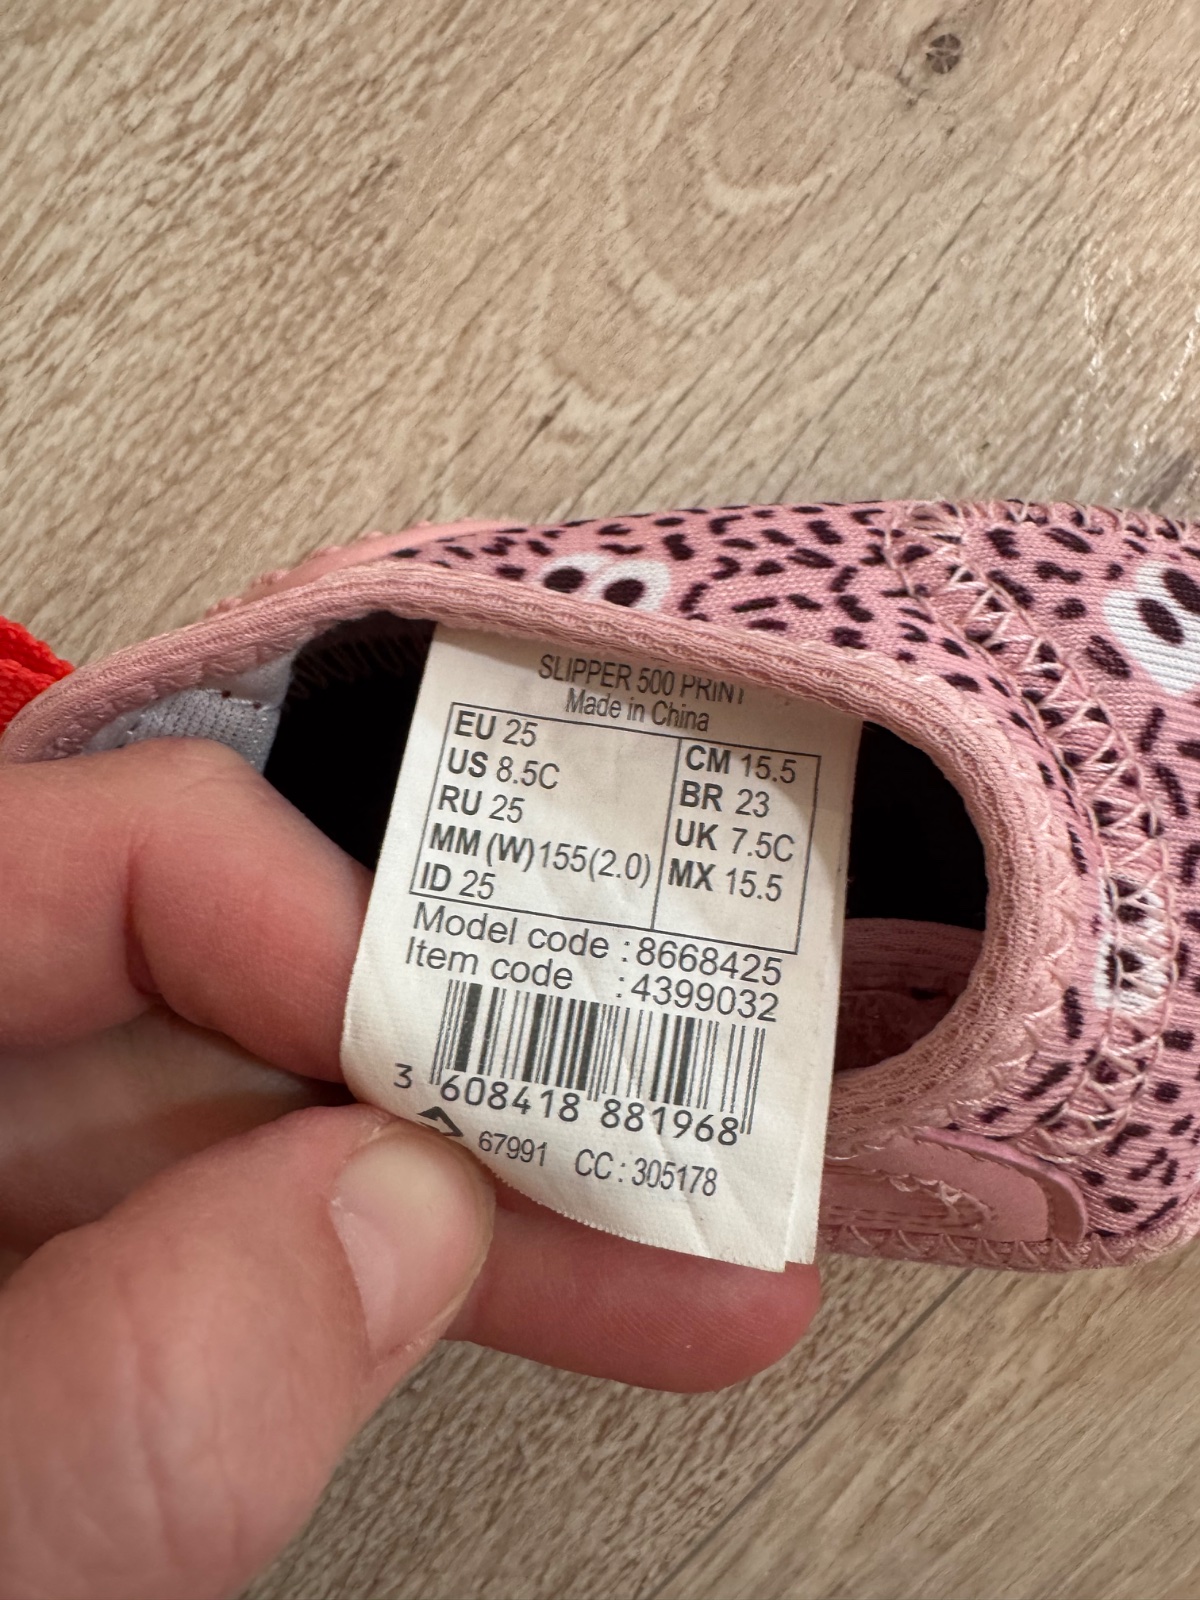 SLIPPER 500 PRINT
Made in China
EU 25 CM 15.5
US 8.5C BR 23
RU 25 UK 7.5C
MM (W)155(2.0) MX 15.5
ID 25
Model code : 8668425
Item code : 4399032
3 608418 881968
67991 CC : 305178